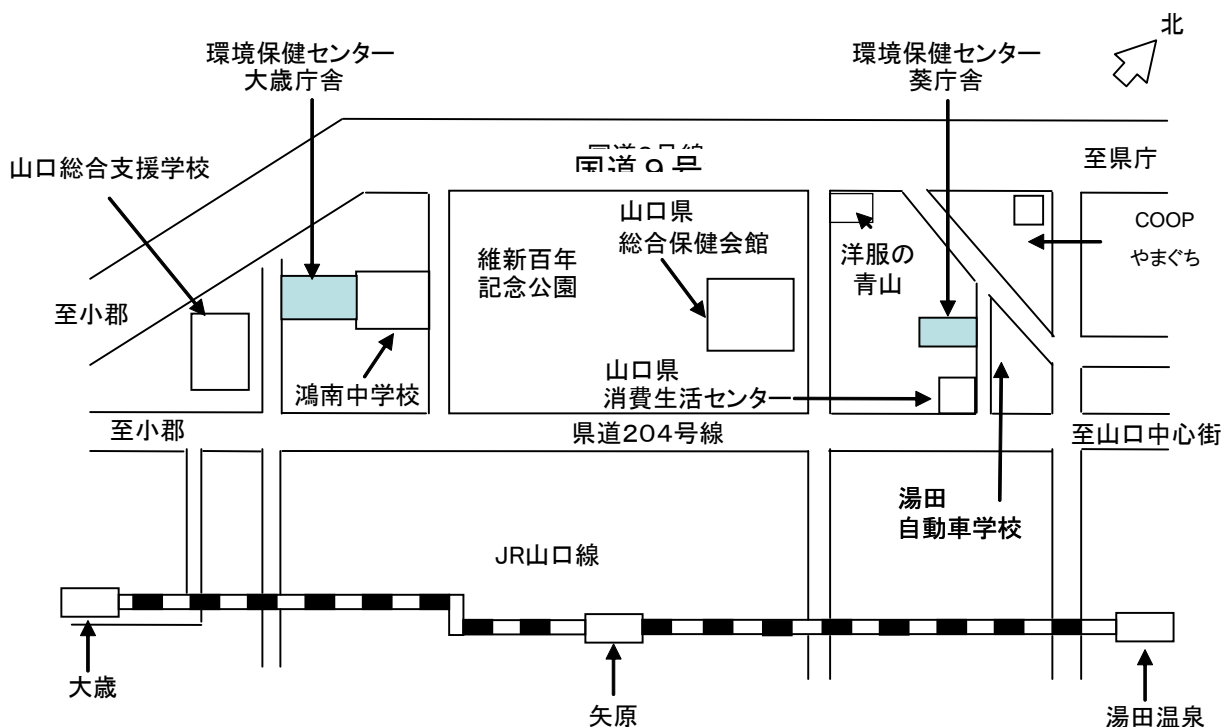 北
環境保健センター
大歳庁舎
環境保健センター
葵庁舎
山口総合支援学校
国道9号
至県庁
山口県
総合保健会館
COOP
やまぐち
維新百年
記念公園
洋服の
青山
至小郡
鴻南中学校
山口県
消費生活センター
至小郡
県道204号線
至山口中心街
湯田
自動車学校
JR山口線
大歳
矢原
湯田温泉